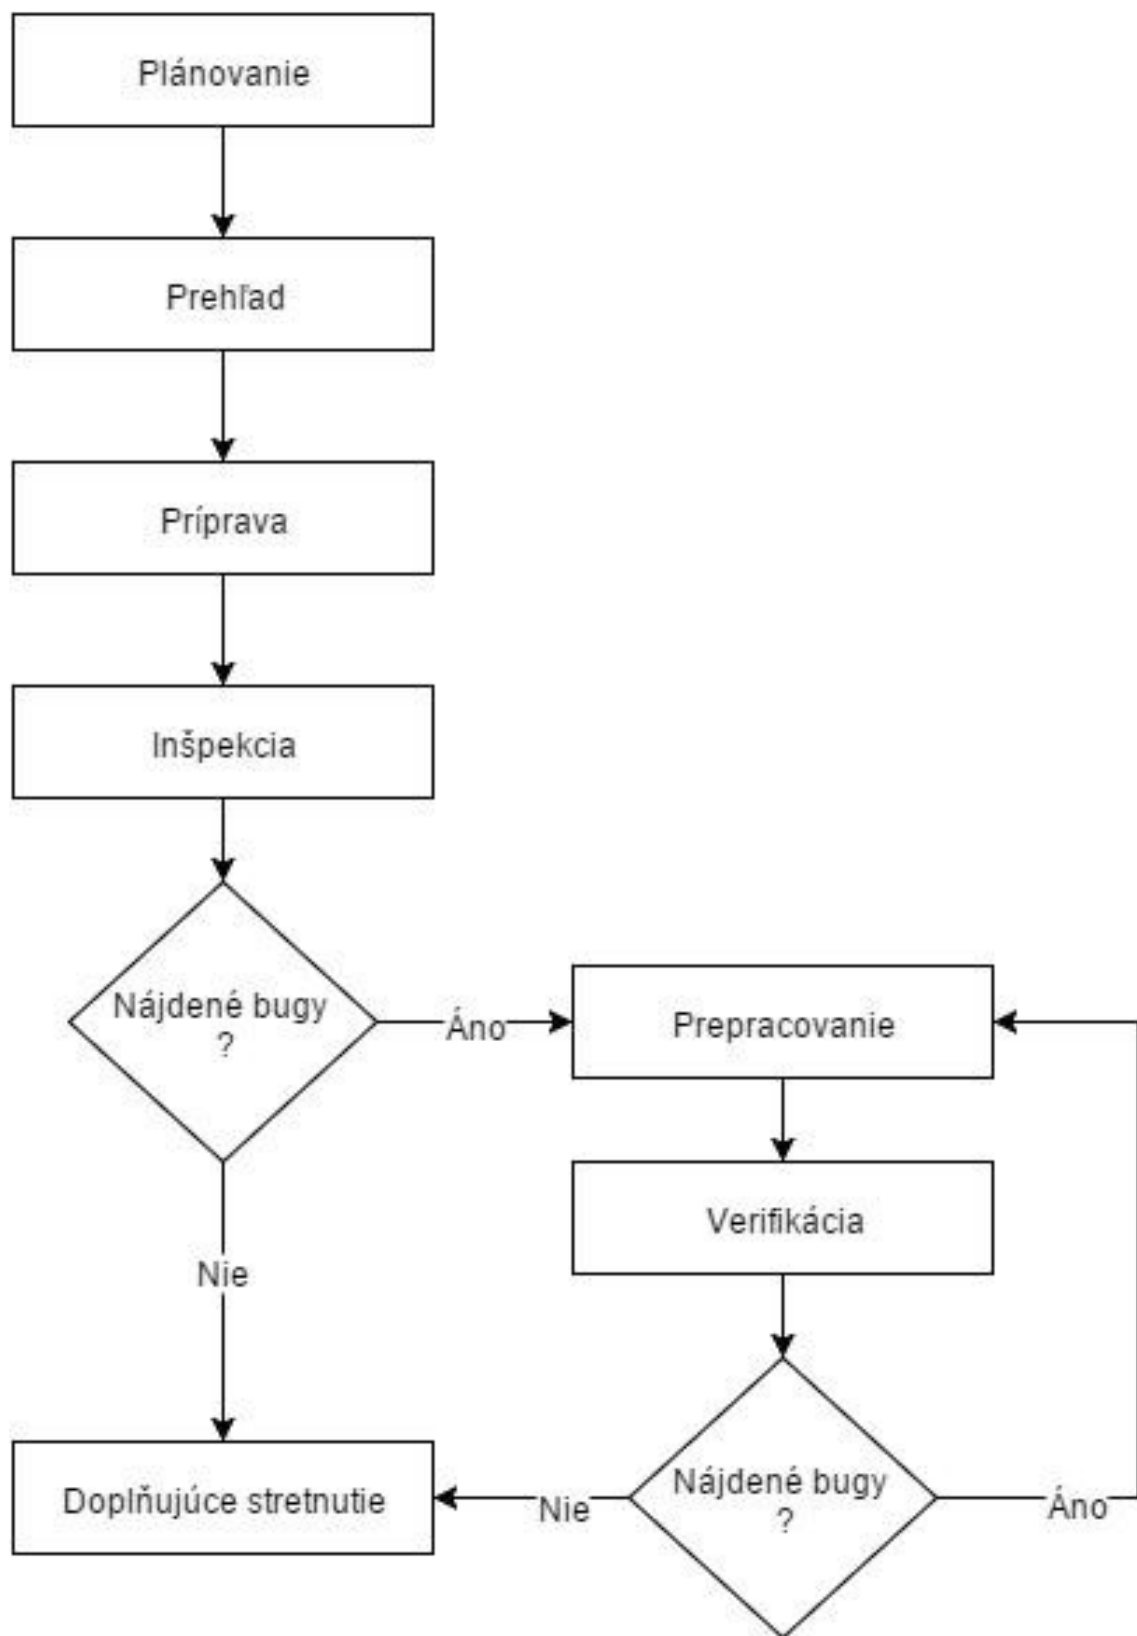 Plánovanie
Prehľad
Príprava
Inšpekcia
Nájdené bugy
?
Áno
Prepracovanie
Verifikácia
Nie
Nájdené bugy
?
Doplňujúce stretnutie
Nie
Áno